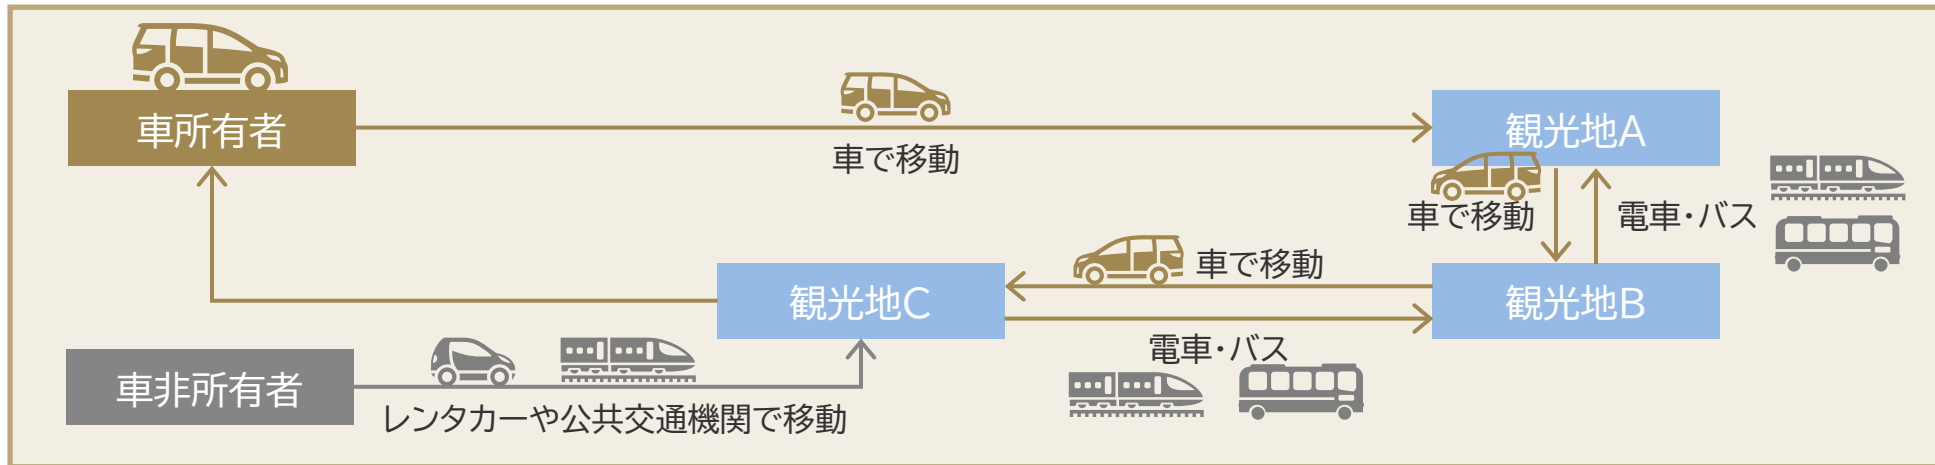 車所有者
車で移動
観光地A
車で移動
電車・バス
車で移動
観光地C
観光地B
電車・バス
車非所有者
レンタカーや公共交通機関で移動